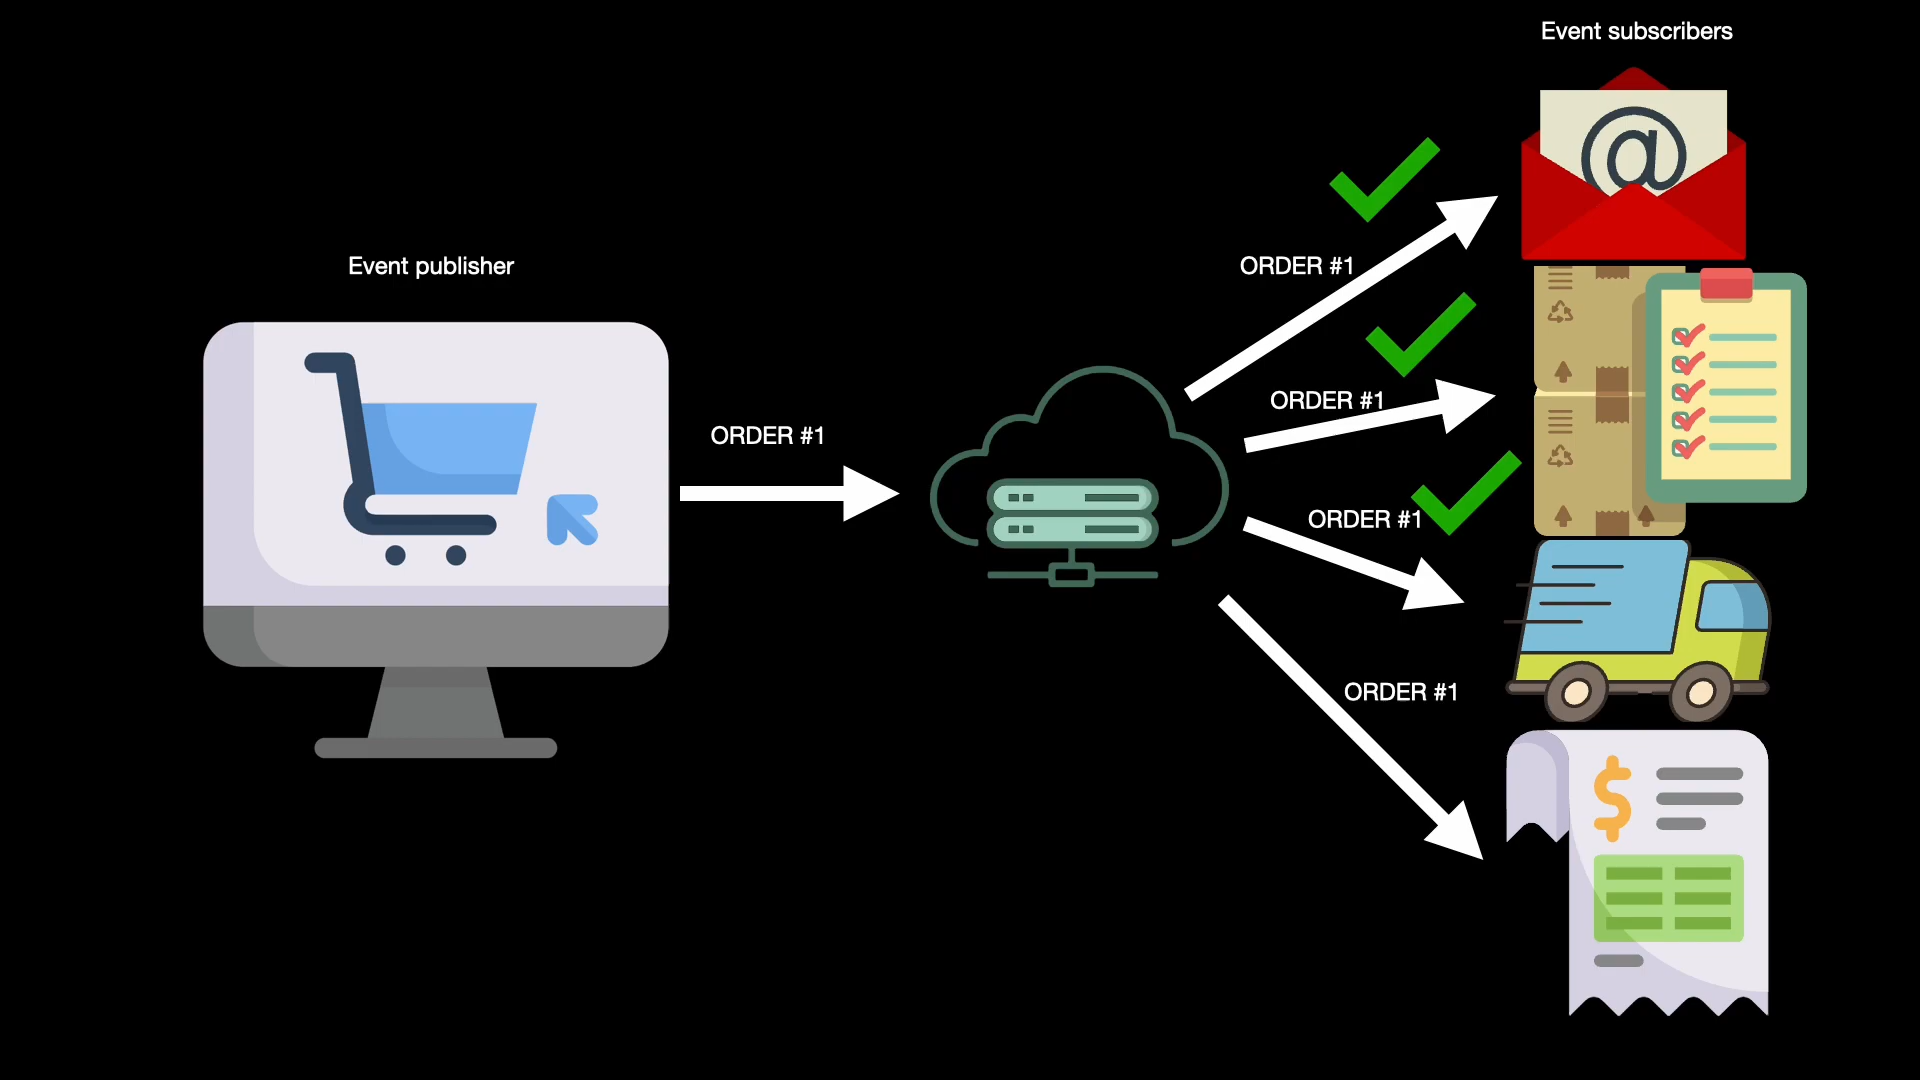 Event subscribers
Event publisher
ORDER #1
ORDER #1
ORDER #1
ORDER #1
ORDER #1
@
$